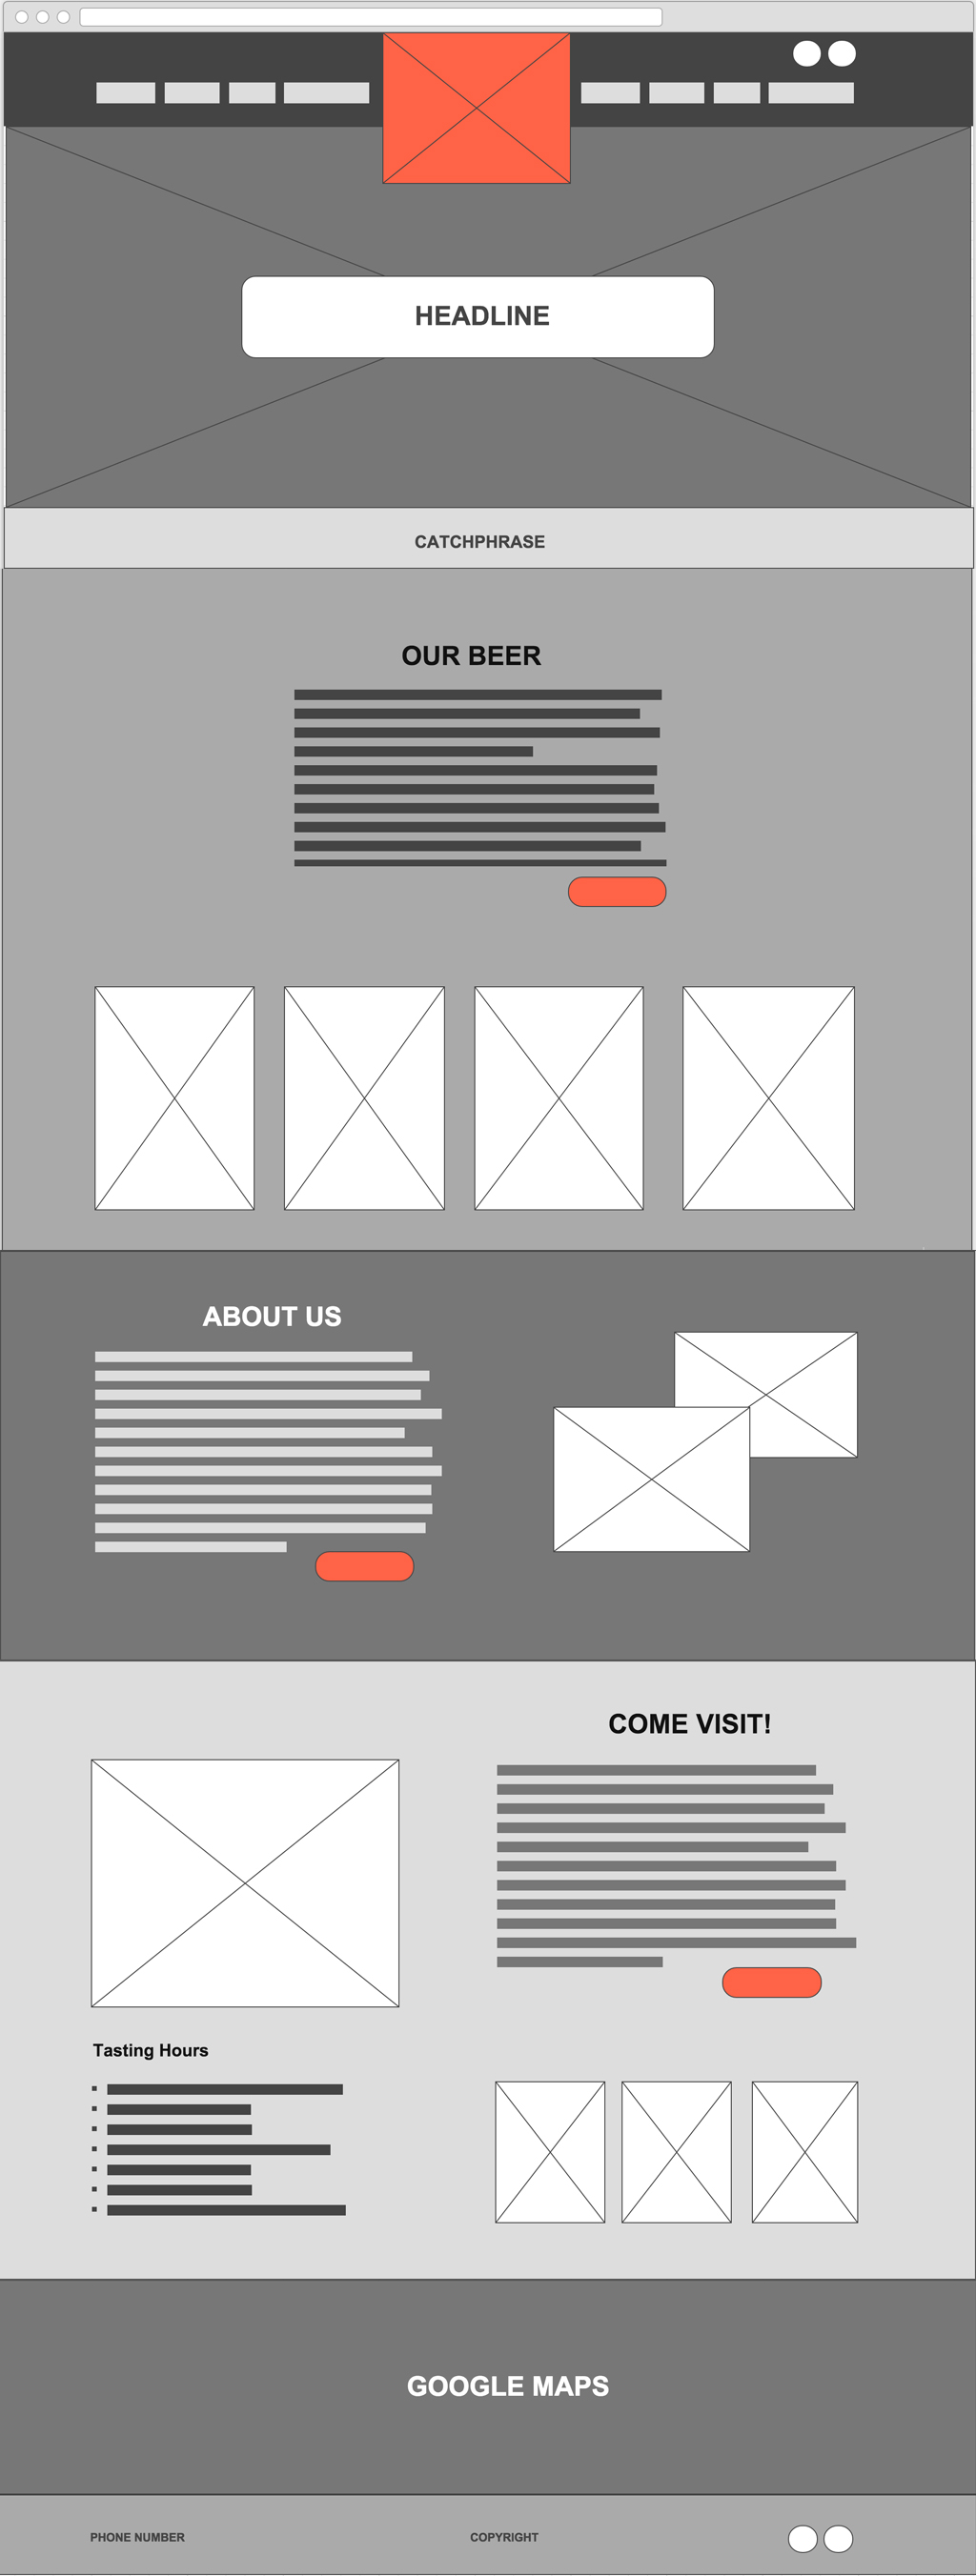 HEADLINE
CATCHPHRASE
OUR BEER
ABOUT US
COME VISIT!
Tasting Hours
GOOGLE MAPS
PHONE NUMBER
COPYRIGHT